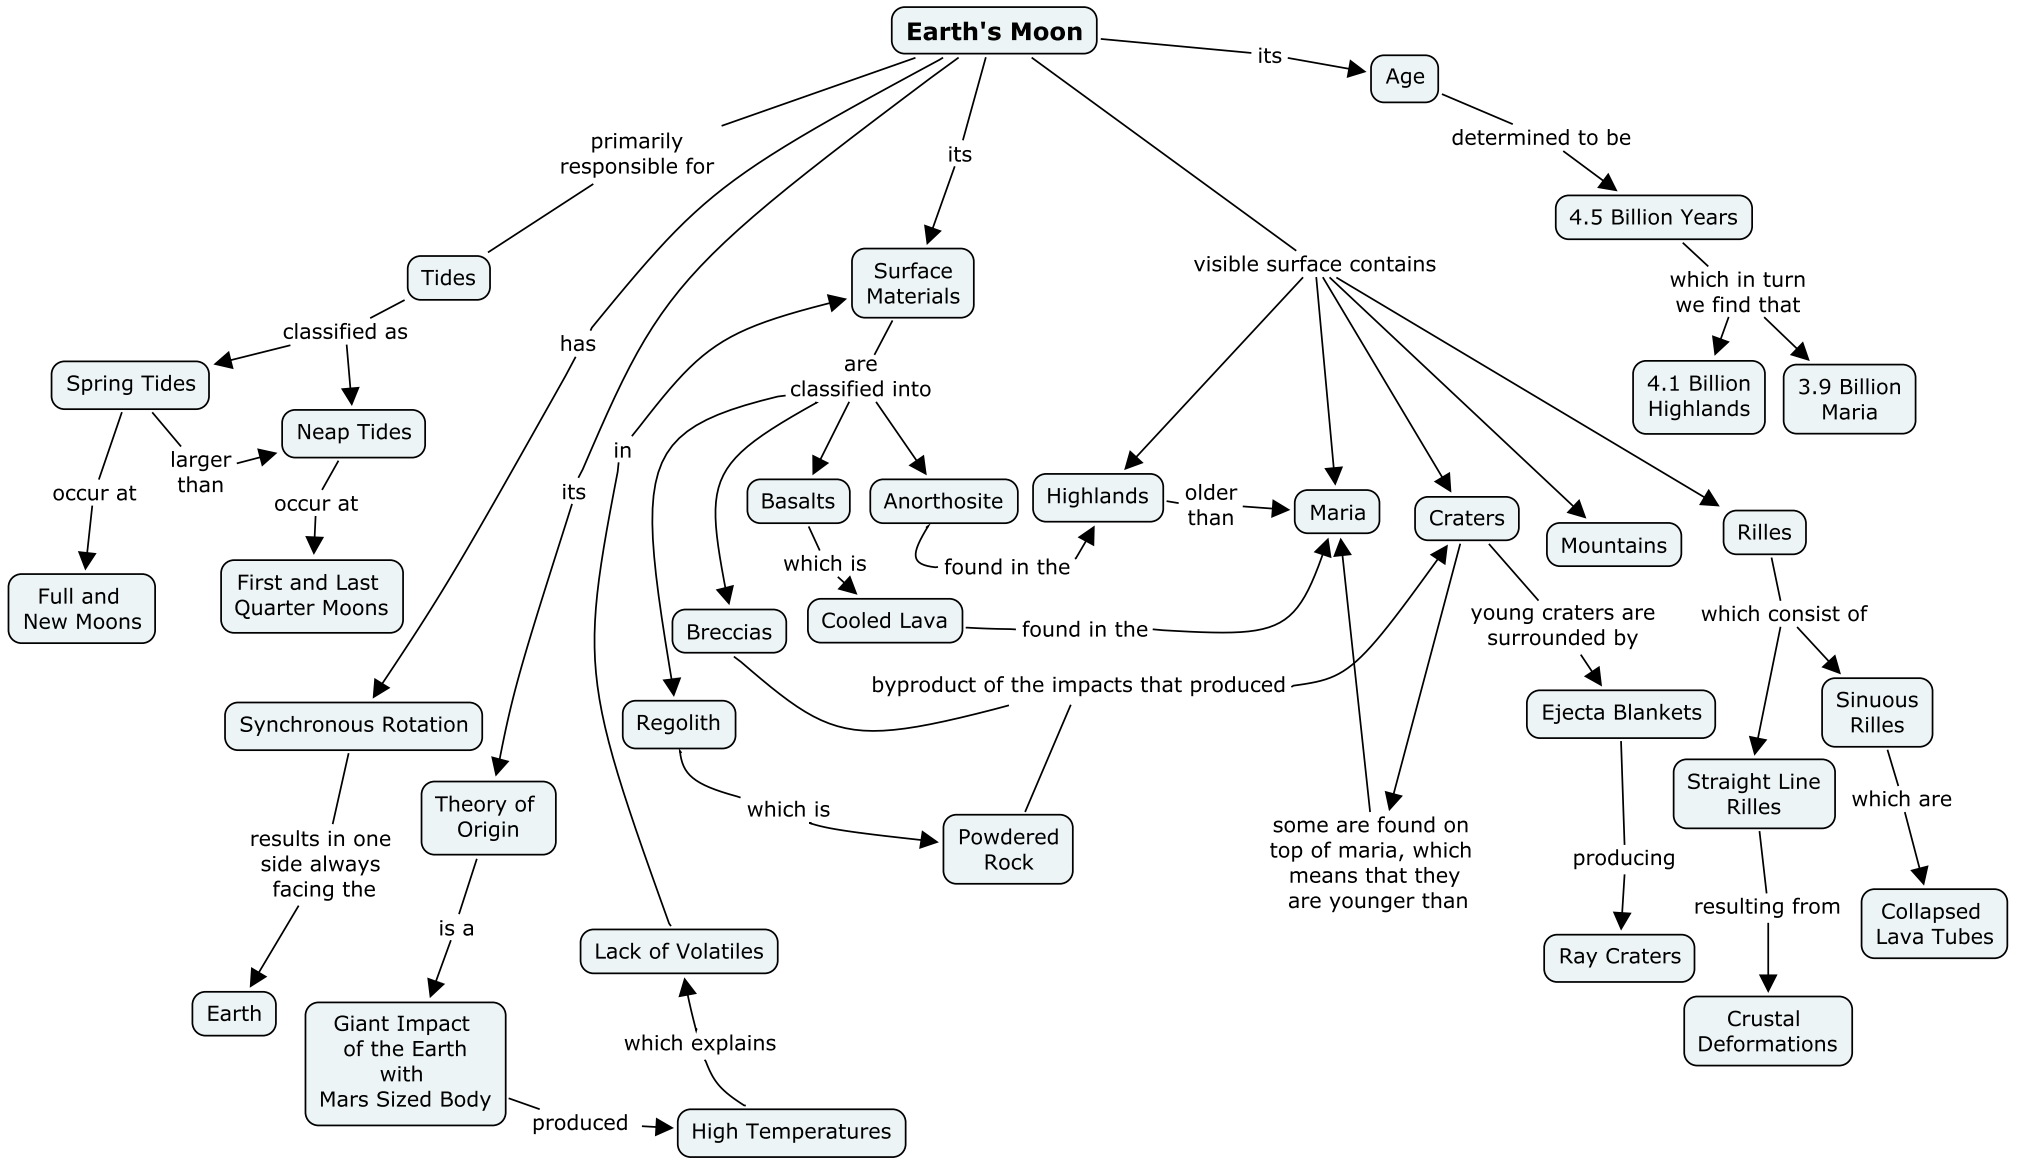 Earth's Moon
its
Age
determined to be
4.5 Billion Years
which in turn
we find that
4.1 Billion
Highlands
3.9 Billion
Maria
primarily
responsible for
Tides
classified as
Spring Tides
larger
than
Neap Tides
occur at
Full and
New Moons
occur at
First and Last
Quarter Moons
has
Synchronous Rotation
results in one
side always
facing the
Earth
its
Theory of
Origin
is a
Giant Impact
of the Earth
with
Mars Sized Body
produced
High Temperatures
which explains
Lack of Volatiles
in
its
Surface
Materials
are
classified into
Basalts
Anorthosite
which is
Cooled Lava
found in the
found in the
Breccias
Regolith
which is
Powdered
Rock
byproduct of the impacts that produced
visible surface contains
Highlands
older
than
Maria
Craters
Mountains
Rilles
some are found on
top of maria, which
means that they
are younger than
young craters are
surrounded by
Ejecta Blankets
producing
Ray Craters
which consist of
Straight Line
Rilles
resulting from
Crustal
Deformations
Sinuous
Rilles
which are
Collapsed
Lava Tubes